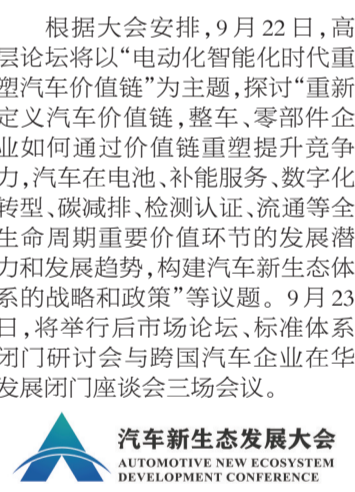 根据大会安排，9月22日，高
层论坛将以“电动化智能化时代重
塑汽车价值链”为主题，探讨“重新
定义汽车价值链，整车、零部件企
业如何通过价值链重塑提升竞争
力，汽车在电池、补能服务、数字化
转型、碳减排、检测认证、流通等全
生命周期重要价值环节的发展潜
力和发展趋势，构建汽车新生态体
系的战略和政策”等议题。9月23
日，将举行后市场论坛、标准体系
闭门研讨会与跨国汽车企业在华
发展闭门座谈会三场会议。
汽车新生态发展大会
AUTOMOTIVE NEW ECOSYSTEM
DEVELOPMENT CONFERENCE